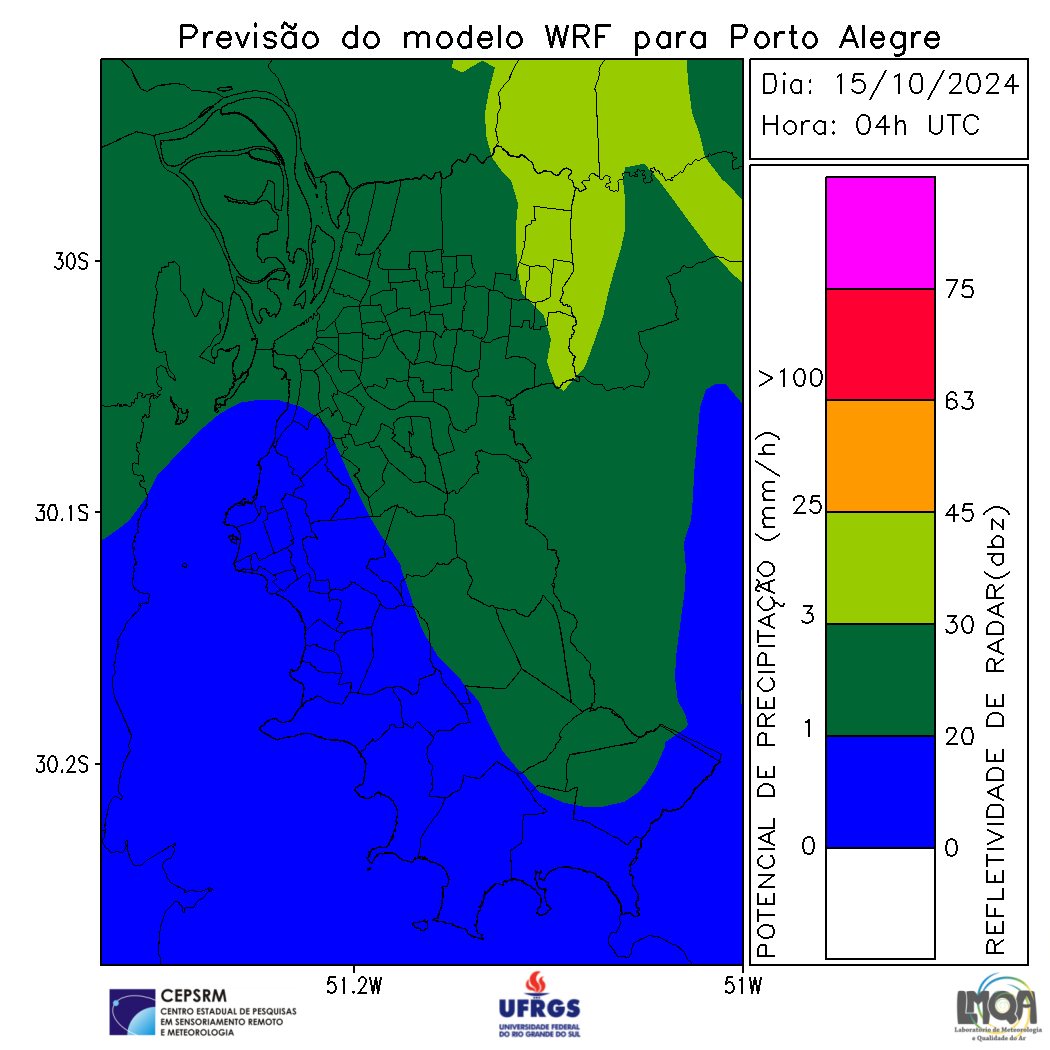 Previsão do modelo WRF para Porto Alegre
Dia: 15/10/2024
Hora: 04h UTC
30S
30.1S
30.2S
51.2W
51W
POTENCIAL DE PRECIPITAÇÃO (mm/h)
>100
25
3
1
0
75
63
45
30
20
0
REFLETIVIDADE DE RADAR(dbz)
CEPSRM
CENTRO ESTADUAL DE PESQUISAS
EM SENSORIAMENTO REMOTO
E METEOROLOGIA
UFRGS
UNIVERSIDADE FEDERAL
DO RIO GRANDE DO SUL
LMQA
Laboratório de Meteorologia
e Qualidade do Ar